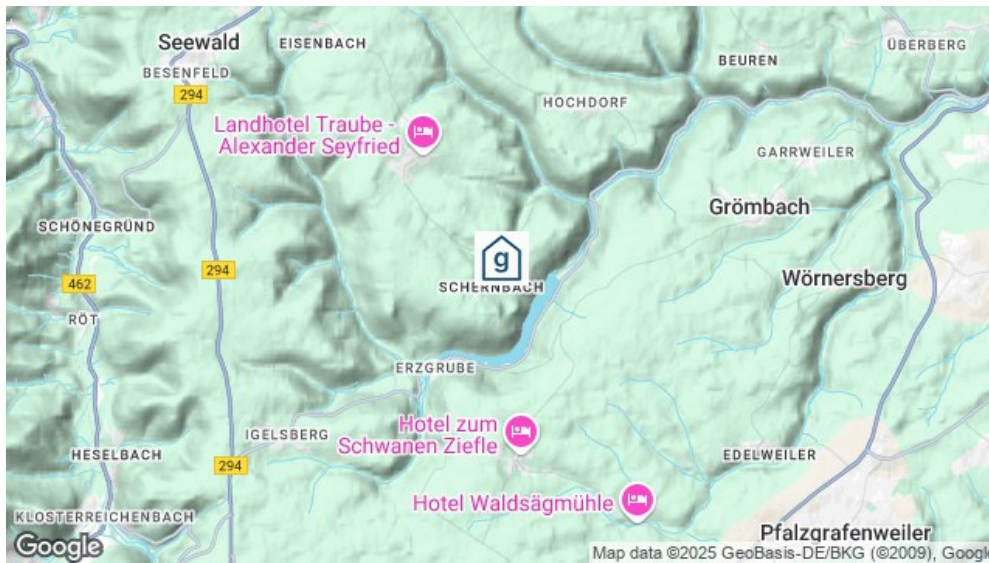 Seewald
EISENBACH
BESENFELD
294
BEUREN
ÜBERBERG
HOCHDORF
Landhotel Traube -
Alexander Seyfried
GARRWEILER
Grömbach
SCHÖNEGRÜND
g
294
462
SCHERNBACH
Wörnersberg
RÖT
ERZGRUBE
Hotel zum
Schwanen Ziefle
IGELSBERG
HESELBACH
294
EDELWEILER
Hotel Waldsägmühle
KLOSTERREICHENBACH
Pfalzgrafenweiler
Google
Map data ©2025 GeoBasis-DE/BKG (©2009), Google